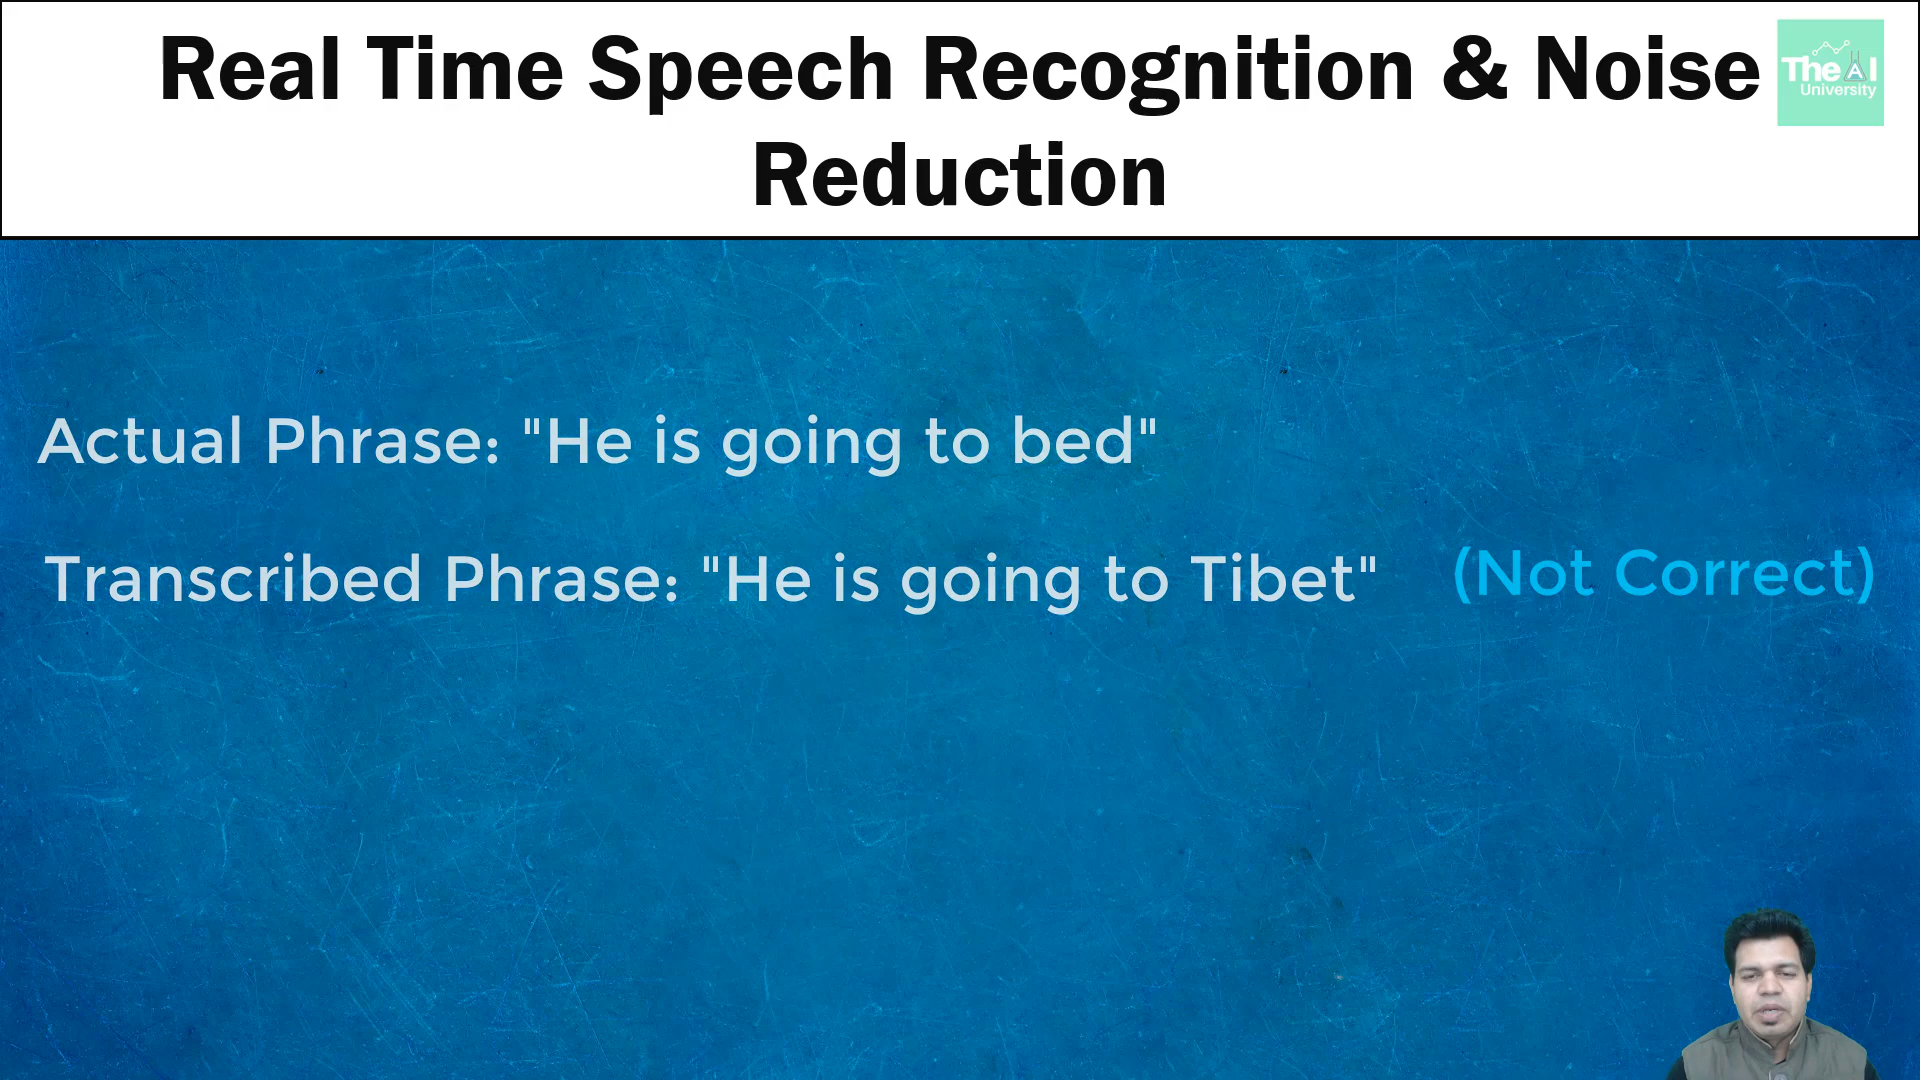 Real Time Speech Recognition & Noise
Reduction
The AI
University
Actual Phrase: "He is going to bed"
Transcribed Phrase: "He is going to Tibet" (Not Correct)